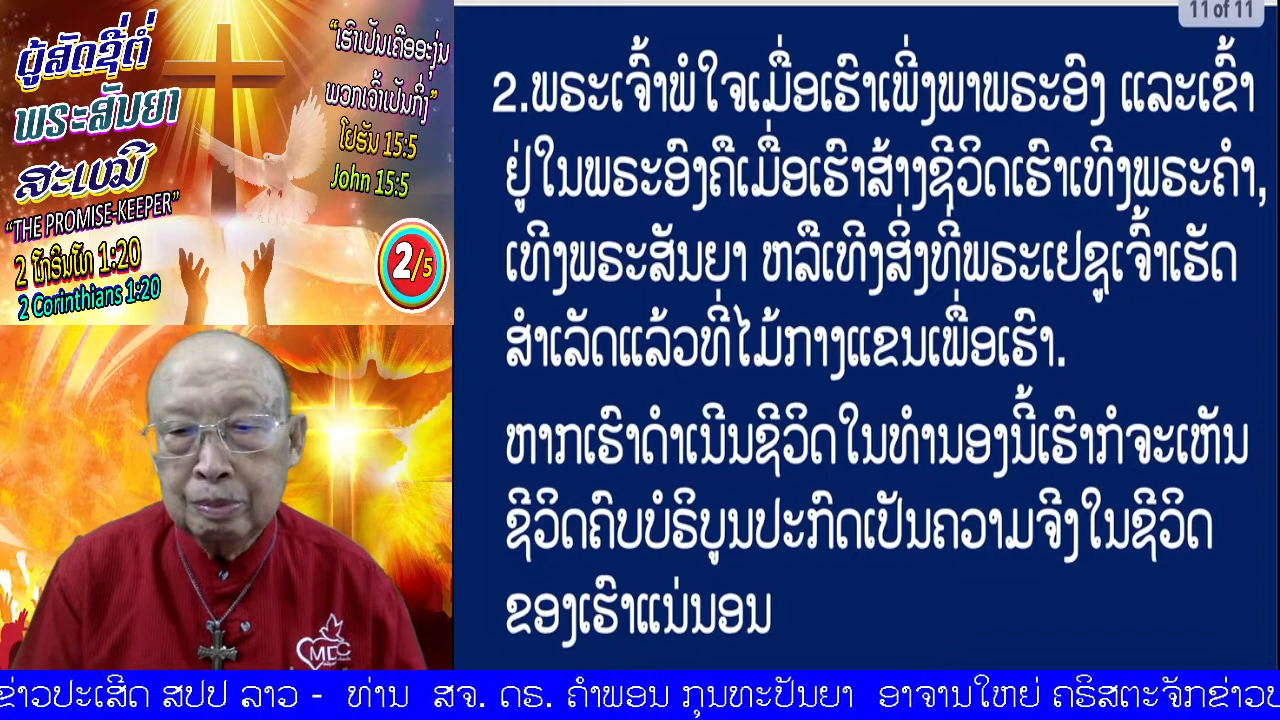 ຜູ້ສັດຊື່ຕໍ່
ພຣະສັນຍາ
ສະເໝີ
“THE PROMISE-KEEPER”
2 ໂກຣິນໂທ 1:20
2 Corinthians 1:20
“ເຮົາເປັນເຄືອອະງຸ່ນ
ພວກເຈົ້າເປັນກິ່ງ”
ໂຢຮັນ 15:5
John 15:5
2/5
MDC
11 of 11
2.ພຣະເຈົ້າພໍໃຈເມື່ອເຮົາເພີ່ງພາພຣະອົງ ແລະເຂົ້າ
ຢູ່ໃນພຣະອົງຄືເມື່ອເຮົາສ້າງຊີວິດເຮົາເທີງພຣະຄໍາ,
ເທີງພຣະສັນຍາ ຫລືເທີງສິ່ງທີ່ພຣະເຢຊູເຈົ້າເຮັດ
ສໍາເລັດແລ້ວທີ່ໄມ້ກາງແຂນເພື່ອເຮົາ.
ຫາກເຮົາດໍາເນີນຊີວິດໃນທໍານອງນີ້ເຮົາກໍຈະເຫັນ
ຊີວິດຄົບບໍຣິບູນປະກົດເປັນຄວາມຈີງໃນຊີວິດ
ຂອງເຮົາແນ່ນອນ
ຂ່າວປະເສີດ ສປປ ລາວ - ທ່ານ ສຈ. ດຣ. ຄໍາພອນ ກຸນທະປັນຍາ ອາຈານໃຫຍ່ ຄຣິສຕະຈັກຂ່າວປ